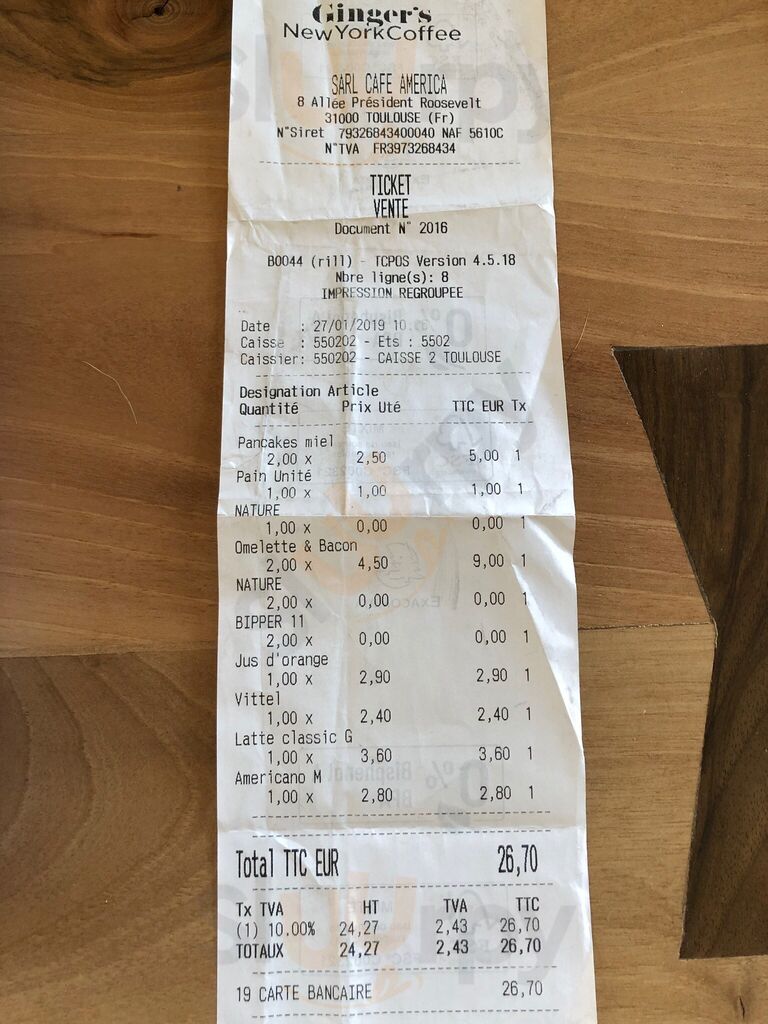 Ginger's
NewYorkCoffee
SARL CAFE AMERICA
8 Allée Président Roosevelt
31000 TOULOUSE (Fr)
N°Siret 79326843400040 NAF 5610C
N°TVA FR3973268434
TICKET
VENTE
Document N° 2016
B0044 (rill) - TCPOS Version 4.5.18
Nbre ligne(s): 8
IMPRESSION REGROUPEE
Date : 27/01/2019 10:
Caisse : 550202 - Ets : 5502
Caissier: 550202 - CAISSE 2 TOULOUSE
Designation Article
Quantité Prix Uté TTC EUR Tx
Pancakes miel
2,00 x 2,50 5,00 1
Pain Unité
1,00 x 1,00 1,00 1
NATURE
1,00 x 0,00 0,00 1
Omelette & Bacon
2,00 x 4,50 9,00 1
NATURE
2,00 x 0,00 0,00 1
BIPPER 11
2,00 x 0,00 0,00 1
Jus d'orange
1,00 x 2,90 2,90 1
Vittel
1,00 x 2,40 2,40 1
Latte classic G
1,00 x 3,60 3,60 1
Americano M
1,00 x 2,80 2,80 1
Total TTC EUR 26,70
Tx TVA HT TVA TTC
(1) 10.00% 24,27 2,43 26,70
TOTAUX 24,27 2,43 26,70
19 CARTE BANCAIRE 26,70